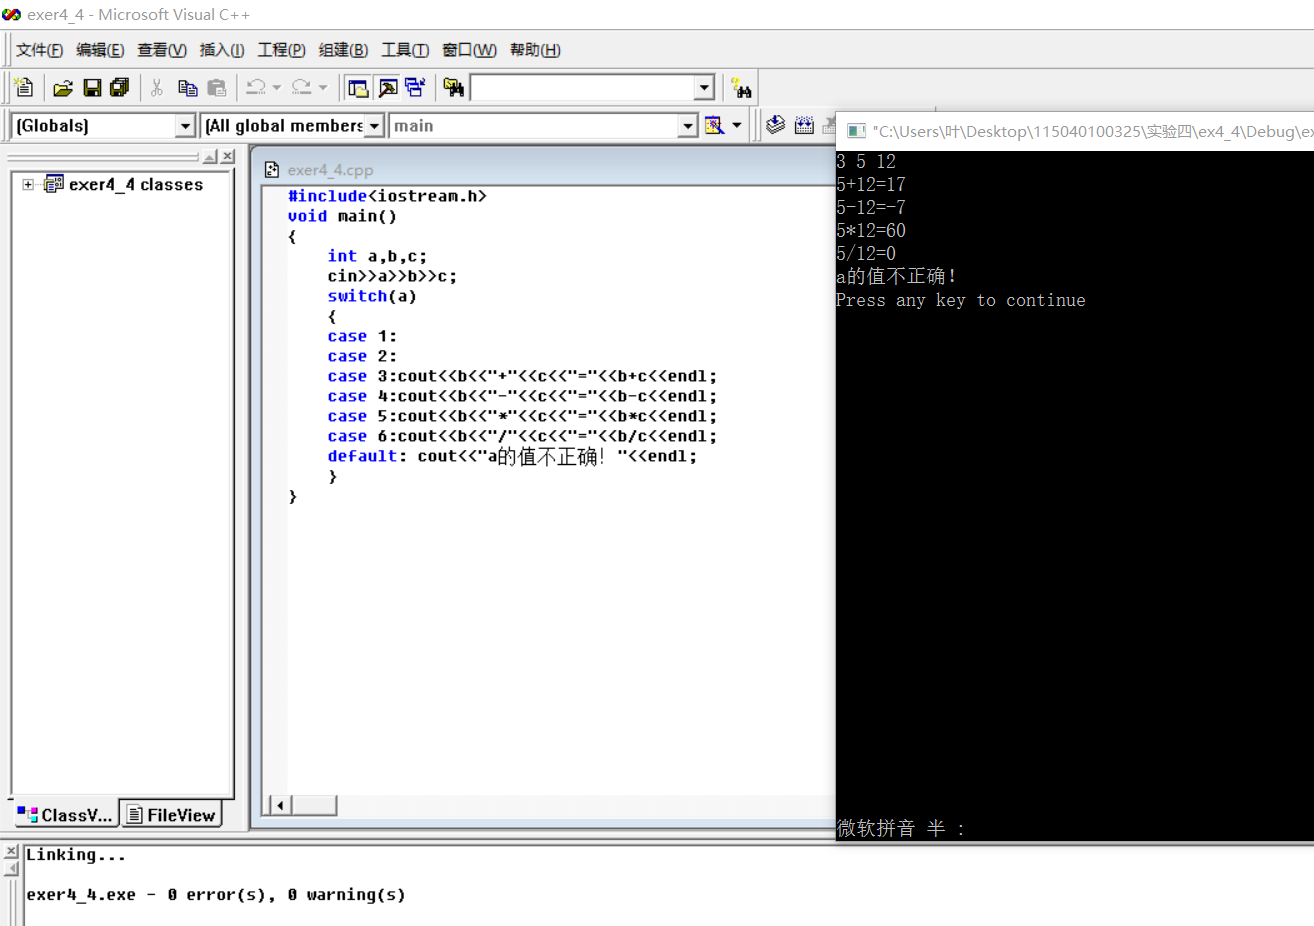 exer4_4 - Microsoft Visual C++
文件(F) 编辑(E) 查看(V) 插入(I) 工程(P) 组建(B) 工具(T) 窗口(W) 帮助(H)
(Globals) (All global members main
"C:\Users\叶\Desktop\115040100325\实验四\ex4_4\Debug\ex
exer4_4 classes
exer4_4.cpp
#include<iostream.h>
void main()
{
int a,b,c;
cin>>a>>b>>c;
switch(a)
{
case 1:
case 2:
case 3:cout<<b<<"+"<<c<<"="<<b+c<<endl;
case 4:cout<<b<<"-"<<c<<"="<<b-c<<endl;
case 5:cout<<b<<"*"<<c<<"="<<b*c<<endl;
case 6:cout<<b<<"/"<<c<<"="<<b/c<<endl;
default: cout<<"a的值不正确！"<<endl;
}
}
3 5 12
5+12=17
5-12=-7
5*12=60
5/12=0
a的值不正确！
Press any key to continue
微软拼音 半 ：
ClassV... FileView
Linking...
exer4_4.exe - 0 error(s), 0 warning(s)